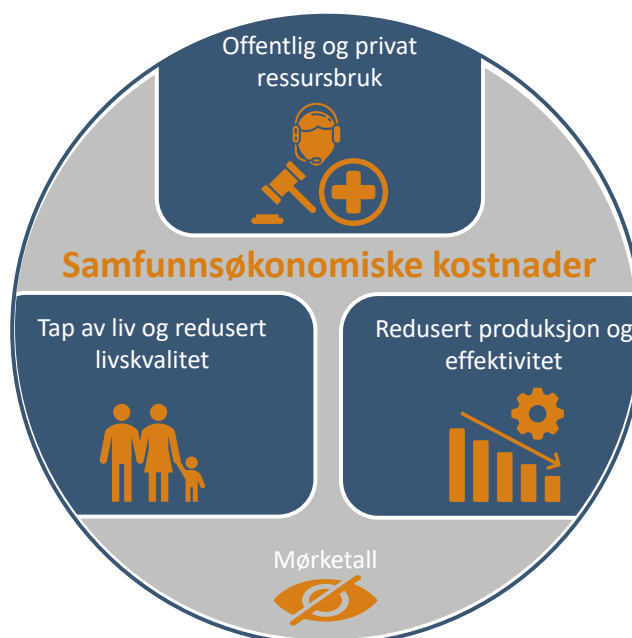 Offentlig og privat
ressursbruk
Samfunnsøkonomiske kostnader
Tap av liv og redusert
livskvalitet
Redusert produksjon og
effektivitet
Mørketall